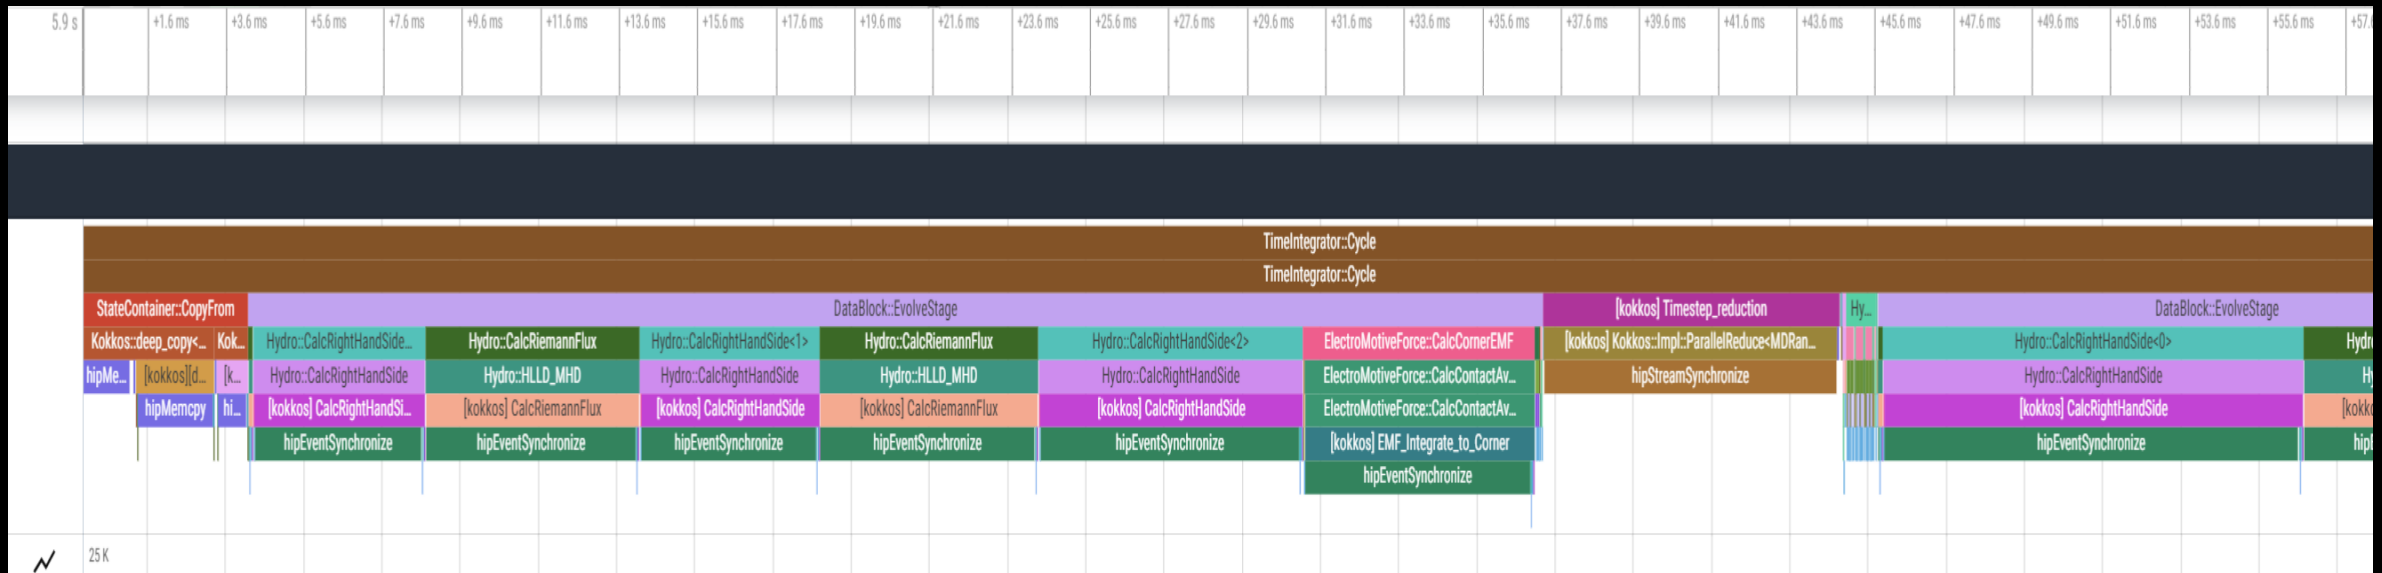 5.9 s +1.6 ms +3.6 ms +5.6 ms +7.6 ms +9.6 ms +11.6 ms +13.6 ms +15.6 ms +17.6 ms +19.6 ms +21.6 ms +23.6 ms +25.6 ms +27.6 ms +29.6 ms +31.6 ms +33.6 ms +35.6 ms +37.6 ms +39.6 ms +41.6 ms +43.6 ms +45.6 ms +47.6 ms +49.6 ms +51.6 ms +53.6 ms +55.6 ms +57.
TimeIntegrator::Cycle
TimeIntegrator::Cycle
StateContainer::CopyFrom DataBlock::EvolveStage [kokkos] Timestep_reduction Hy... DataBlock::EvolveStage
Kokkos::deep_copy<... Kok... Hydro::CalcRightHandSide... Hydro::CalcRiemannFlux Hydro::CalcRightHandSide<1> Hydro::CalcRiemannFlux Hydro::CalcRightHandSide<2> ElectroMotiveForce::CalcCornerEMF [kokkos] Kokkos::Impl::ParallelReduce<MDRan... Hydro::CalcRightHandSide<0> Hydr
hipMe... [kokkos][d... [k... Hydro::CalcRightHandSide Hydro::HLLD_MHD Hydro::CalcRightHandSide Hydro::HLLD_MHD Hydro::CalcRightHandSide ElectroMotiveForce::CalcContactAv... hipStreamSynchronize Hydro::CalcRightHandSide Hy
hipMemcpy hi... [kokkos] CalcRightHandSi... [kokkos] CalcRiemannFlux [kokkos] CalcRightHandSide [kokkos] CalcRiemannFlux [kokkos] CalcRightHandSide ElectroMotiveForce::CalcContactAv... [kokkos] CalcRightHandSide [kokk
hipEventSynchronize hipEventSynchronize hipEventSynchronize hipEventSynchronize hipEventSynchronize [kokkos] EMF_Integrate_to_Corner hipEventSynchronize hipE
hipEventSynchronize
25 K